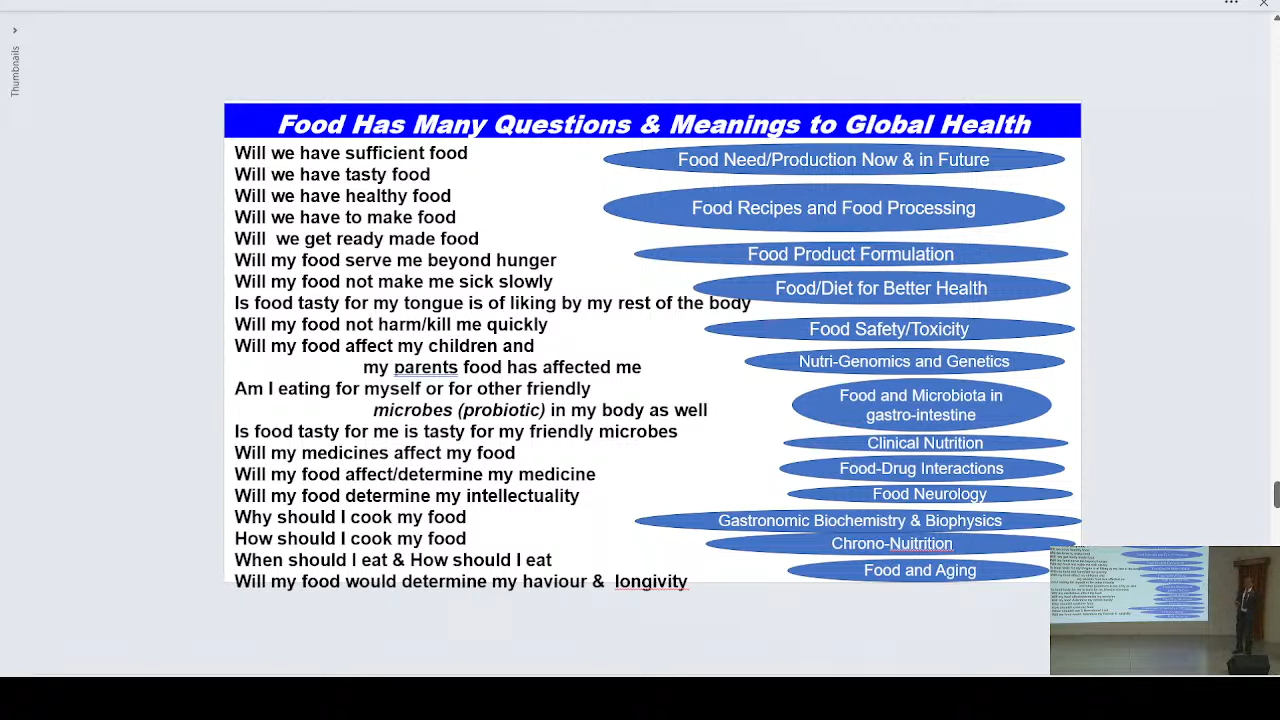 Thumbnails
Food Has Many Questions & Meanings to Global Health
Will we have sufficient food
Will we have tasty food
Will we have healthy food
Will we have to make food
Will we get ready made food
Will my food serve me beyond hunger
Will my food not make me sick slowly
Is food tasty for my tongue is of liking by my rest of the body
Will my food not harm/kill me quickly
Will my food affect my children and
my parents food has affected me
Am I eating for myself or for other friendly
microbes (probiotic) in my body as well
Is food tasty for me is tasty for my friendly microbes
Will my medicines affect my food
Will my food affect/determine my medicine
Will my food determine my intellectuality
Why should I cook my food
How should I cook my food
When should I eat & How should I eat
Will my food would determine my haviour & longivity
Food Need/Production Now & in Future
Food Recipes and Food Processing
Food Product Formulation
Food/Diet for Better Health
Food Safety/Toxicity
Nutri-Genomics and Genetics
Food and Microbiota in
gastro-intestine
Clinical Nutrition
Food-Drug Interactions
Food Neurology
Gastronomic Biochemistry & Biophysics
Chrono-Nuitrition
Food and Aging